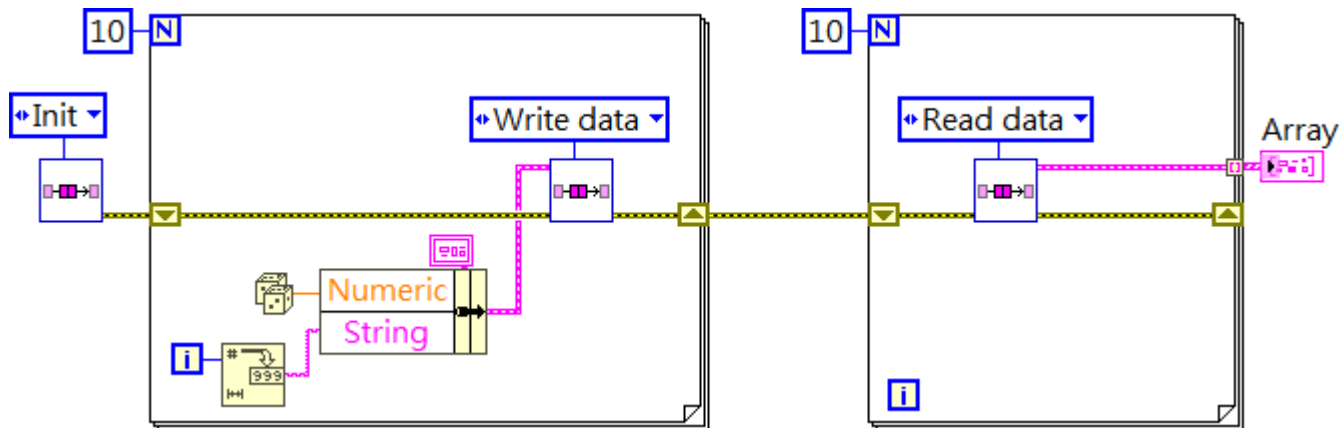 10 N
10 N
Init
Write data
Read data
Array
Numeric
String
i
#
999
i